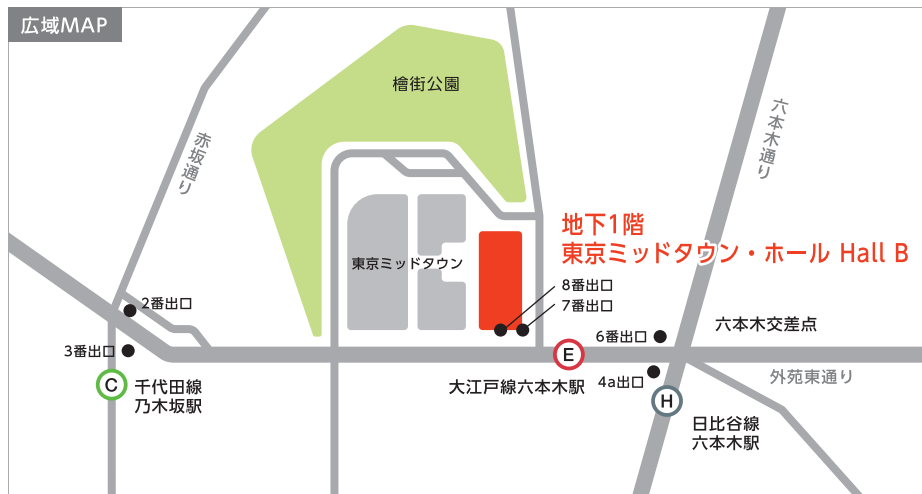 広域MAP
檜街公園
赤坂通り
六本木通り
地下1階
東京ミッドタウン・ホール Hall B
東京ミッドタウン
8番出口
7番出口
2番出口
3番出口
6番出口
六本木交差点
E
C
千代田線
乃木坂駅
大江戸線六本木駅
4a出口
外苑東通り
H
日比谷線
六本木駅